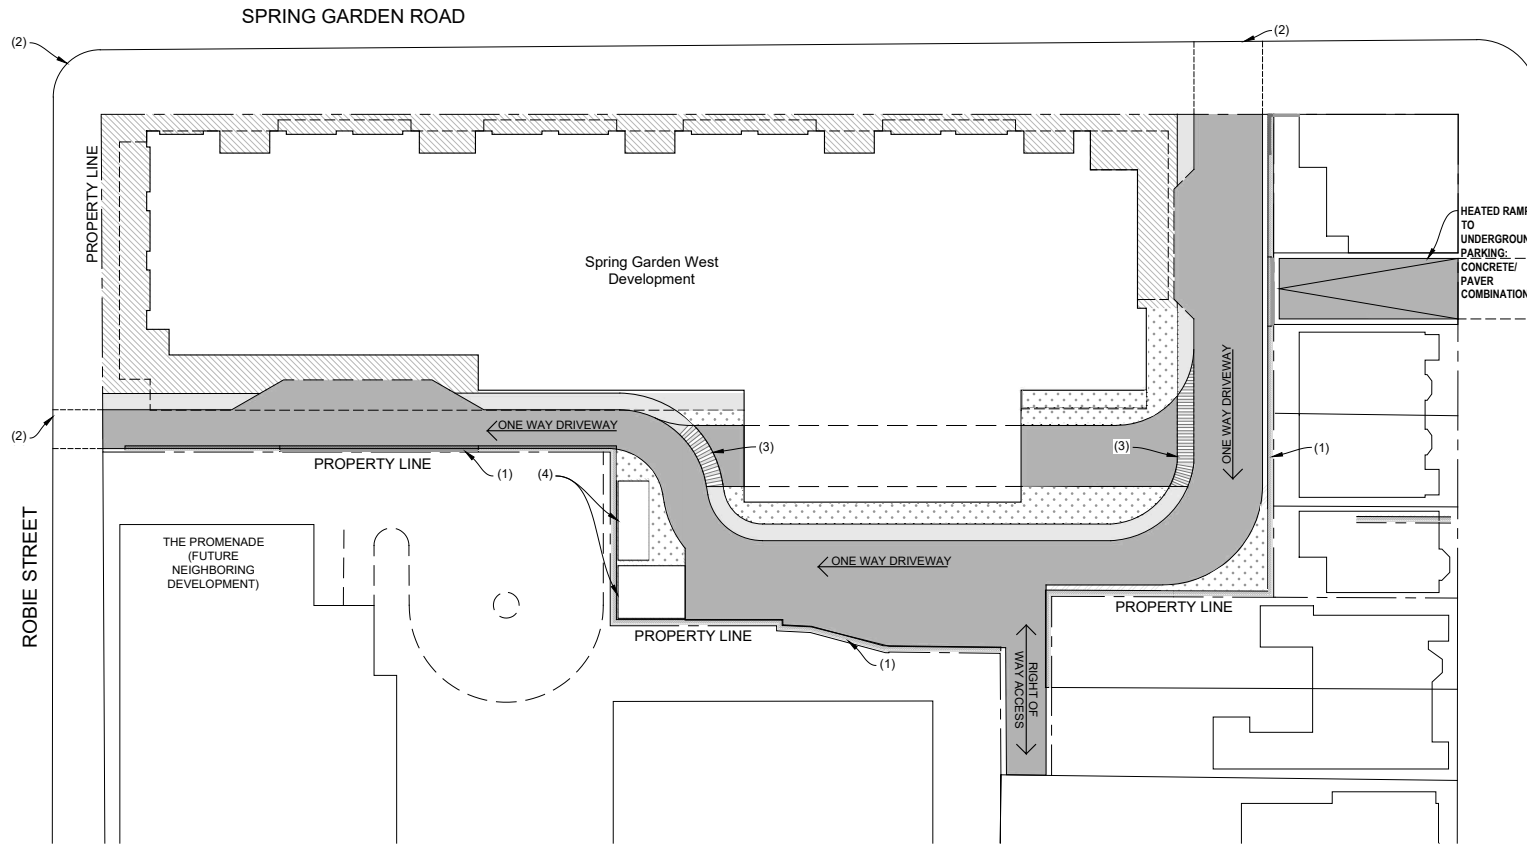 SPRING GARDEN ROAD
(2)
(2)
PROPERTY LINE
HEATED RAMP
TO
UNDERGROUND
PARKING:
CONCRETE/
PAVER
COMBINATION
Spring Garden West
Development
ONE WAY DRIVEWAY
(2)
ONE WAY DRIVEWAY
(3)
(3)
(1)
PROPERTY LINE
(1)
(4)
ROBIE STREET
THE PROMENADE
(FUTURE
NEIGHBORING
DEVELOPMENT)
ONE WAY DRIVEWAY
PROPERTY LINE
PROPERTY LINE
(1)
RIGHT OF
WAY ACCESS